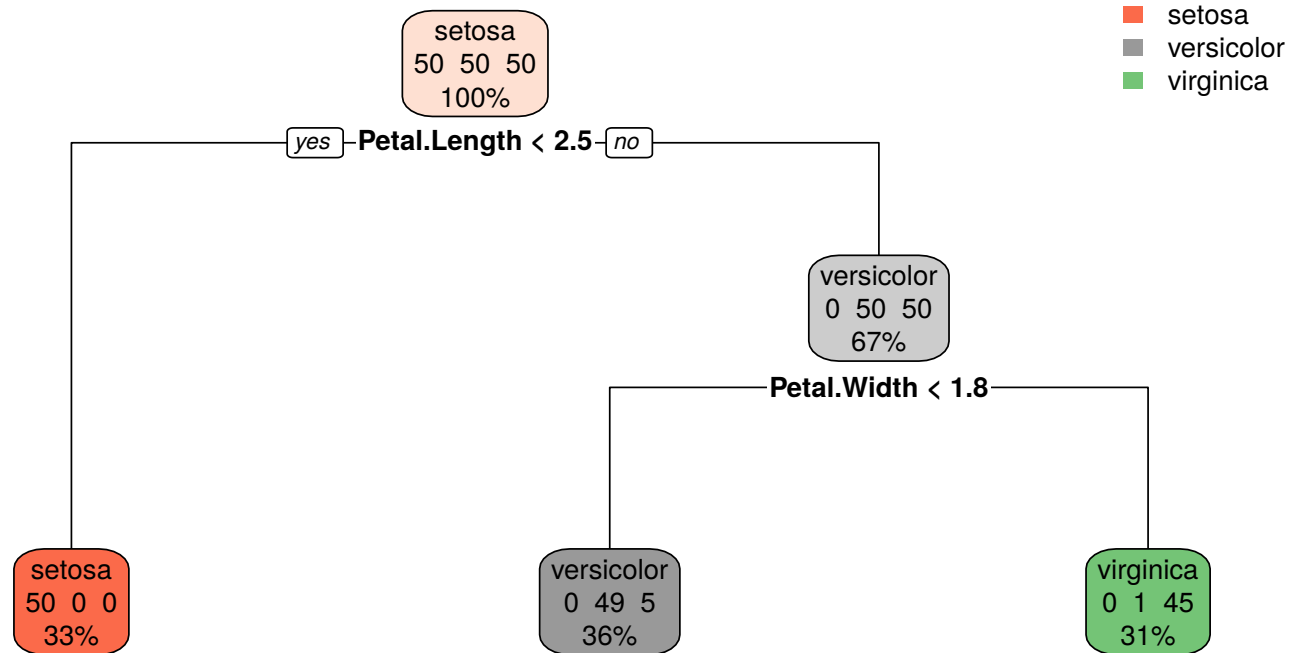 setosa
50 50 50
100%
setosa
versicolor
virginica
yes Petal.Length < 2.5 no
versicolor
0 50 50
67%
Petal.Width < 1.8
setosa
50 0 0
33%
versicolor
0 49 5
36%
virginica
0 1 45
31%